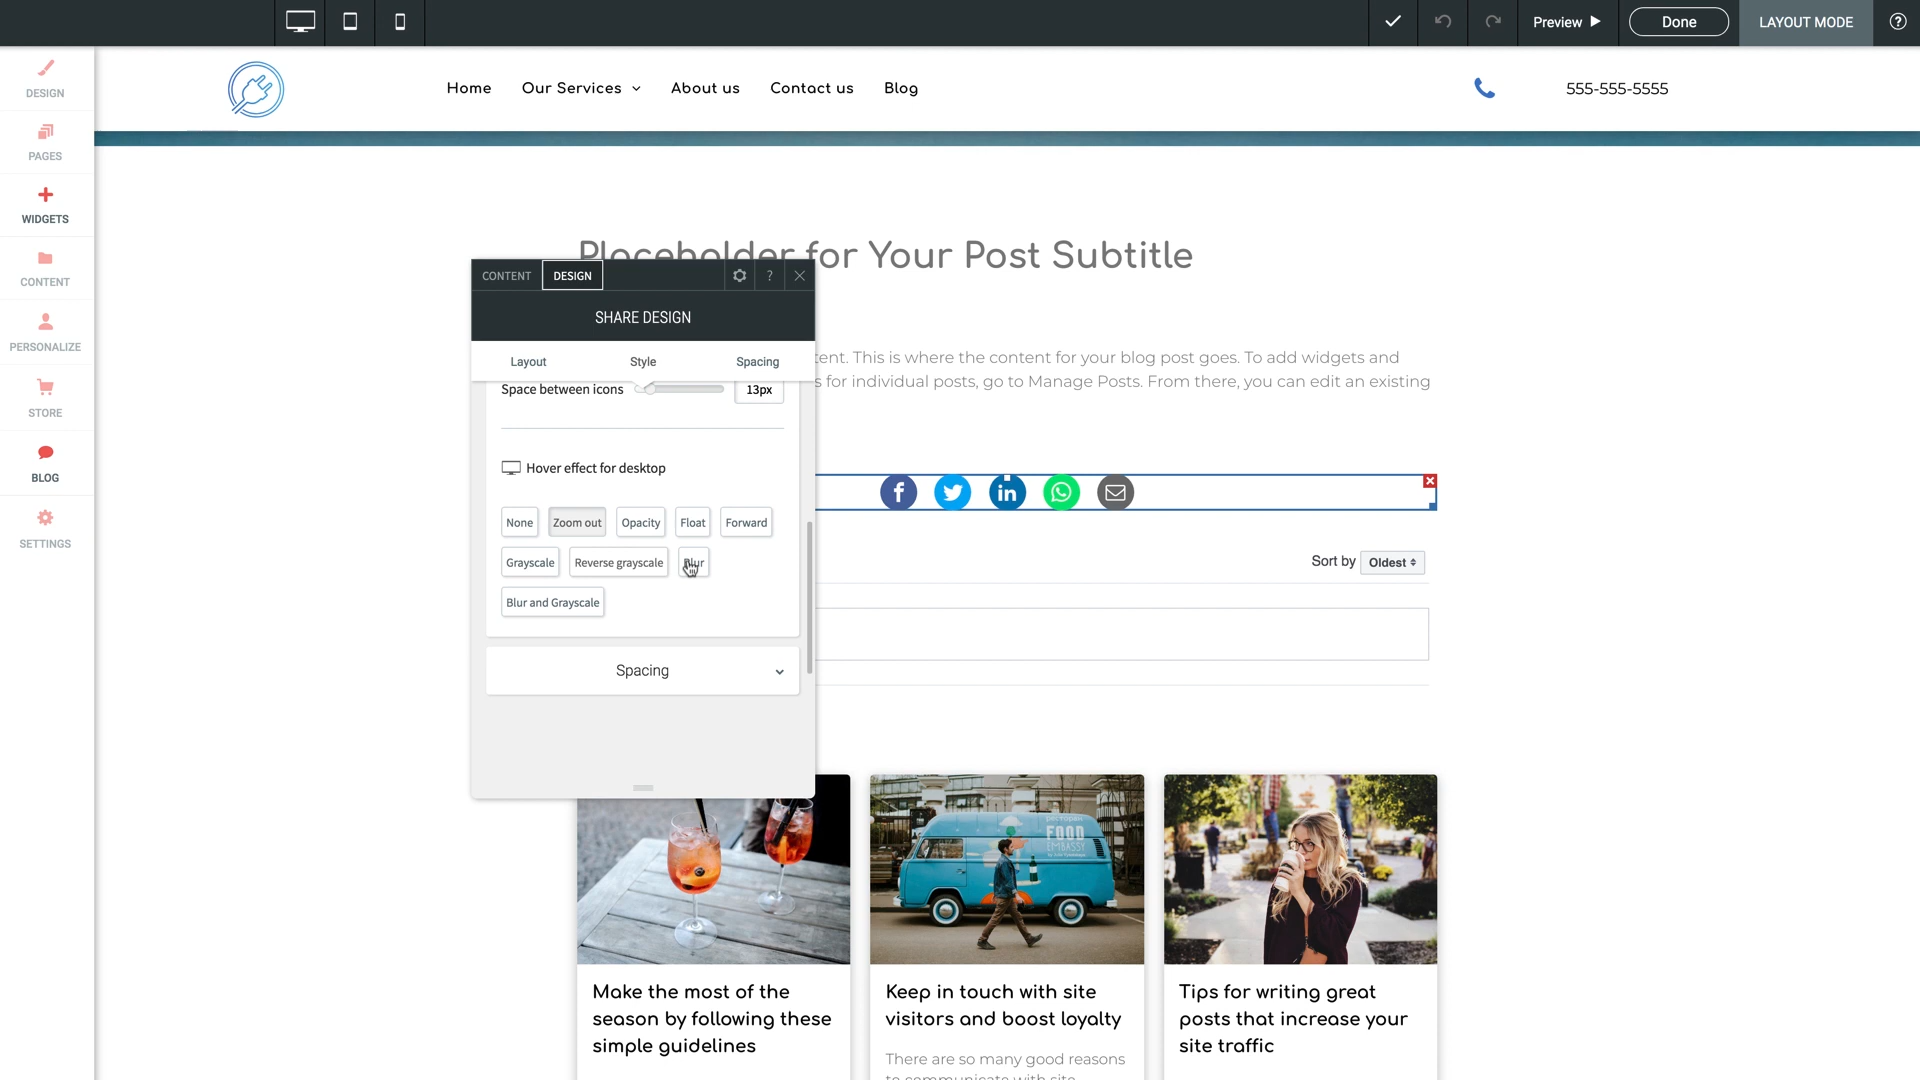 Preview
Done
LAYOUT MODE
?
DESIGN
PAGES
WIDGETS
CONTENT
PERSONALIZE
STORE
BLOG
SETTINGS
Home
Our Services
About us
Contact us
Blog
555-555-5555
Placeholder for Your Post Subtitle
CONTENT
DESIGN
?
SHARE DESIGN
Layout
Style
Spacing
Space between icons
13px
Hover effect for desktop
None
Zoom out
Opacity
Float
Forward
Grayscale
Reverse grayscale
Blur
Blur and Grayscale
Spacing
tent. This is where the content for your blog post goes. To add widgets and
s for individual posts, go to Manage Posts. From there, you can edit an existing
Sort by
Oldest
FOOD
EMBASSY
Make the most of the
season by following these
simple guidelines
Keep in touch with site
visitors and boost loyalty
There are so many good reasons
to communicate with site
Tips for writing great
posts that increase your
site traffic